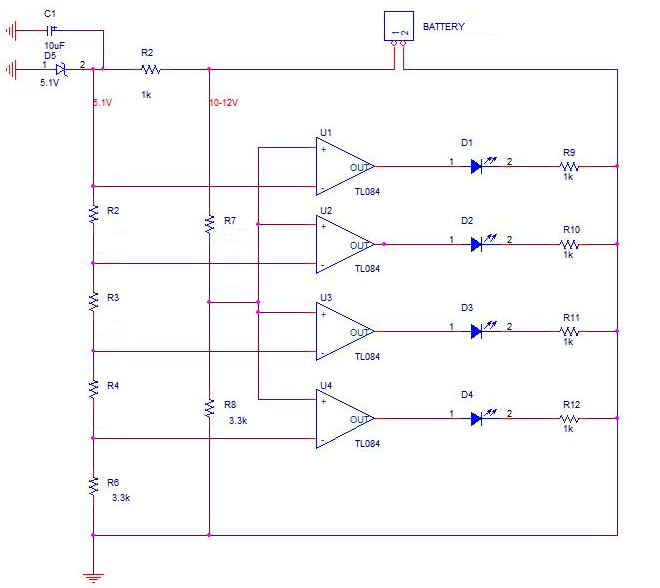 C1
10uF
D5
1 2
5.1V
R2
1k
1 2
BATTERY
5.1V
10-12V
U1
+
OUT
-
TL084
D1
1 2
R9
1k
R2
R7
U2
+
OUT
-
TL084
D2
1 2
R10
1k
R3
U3
+
OUT
-
TL084
D3
1 2
R11
1k
R4
R8
3.3k
U4
+
OUT
-
TL084
D4
1 2
R12
1k
R6
3.3k